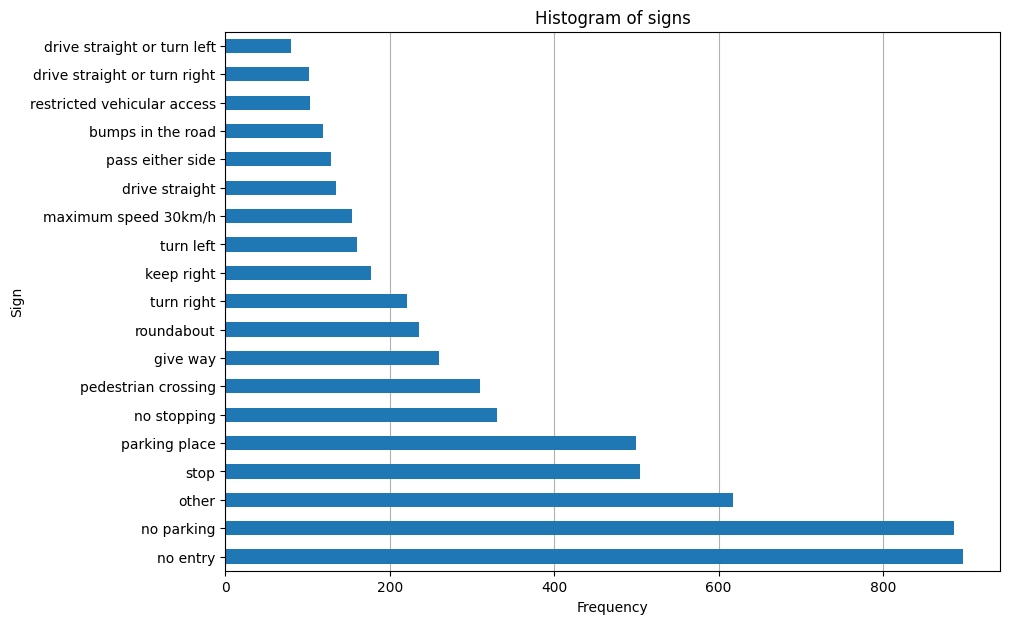 Histogram of signs
drive straight or turn left
drive straight or turn right
restricted vehicular access
bumps in the road
pass either side
drive straight
maximum speed 30km/h
turn left
keep right
turn right
roundabout
give way
pedestrian crossing
no stopping
parking place
stop
other
no parking
no entry
Sign
0 200 400 600 800
Frequency